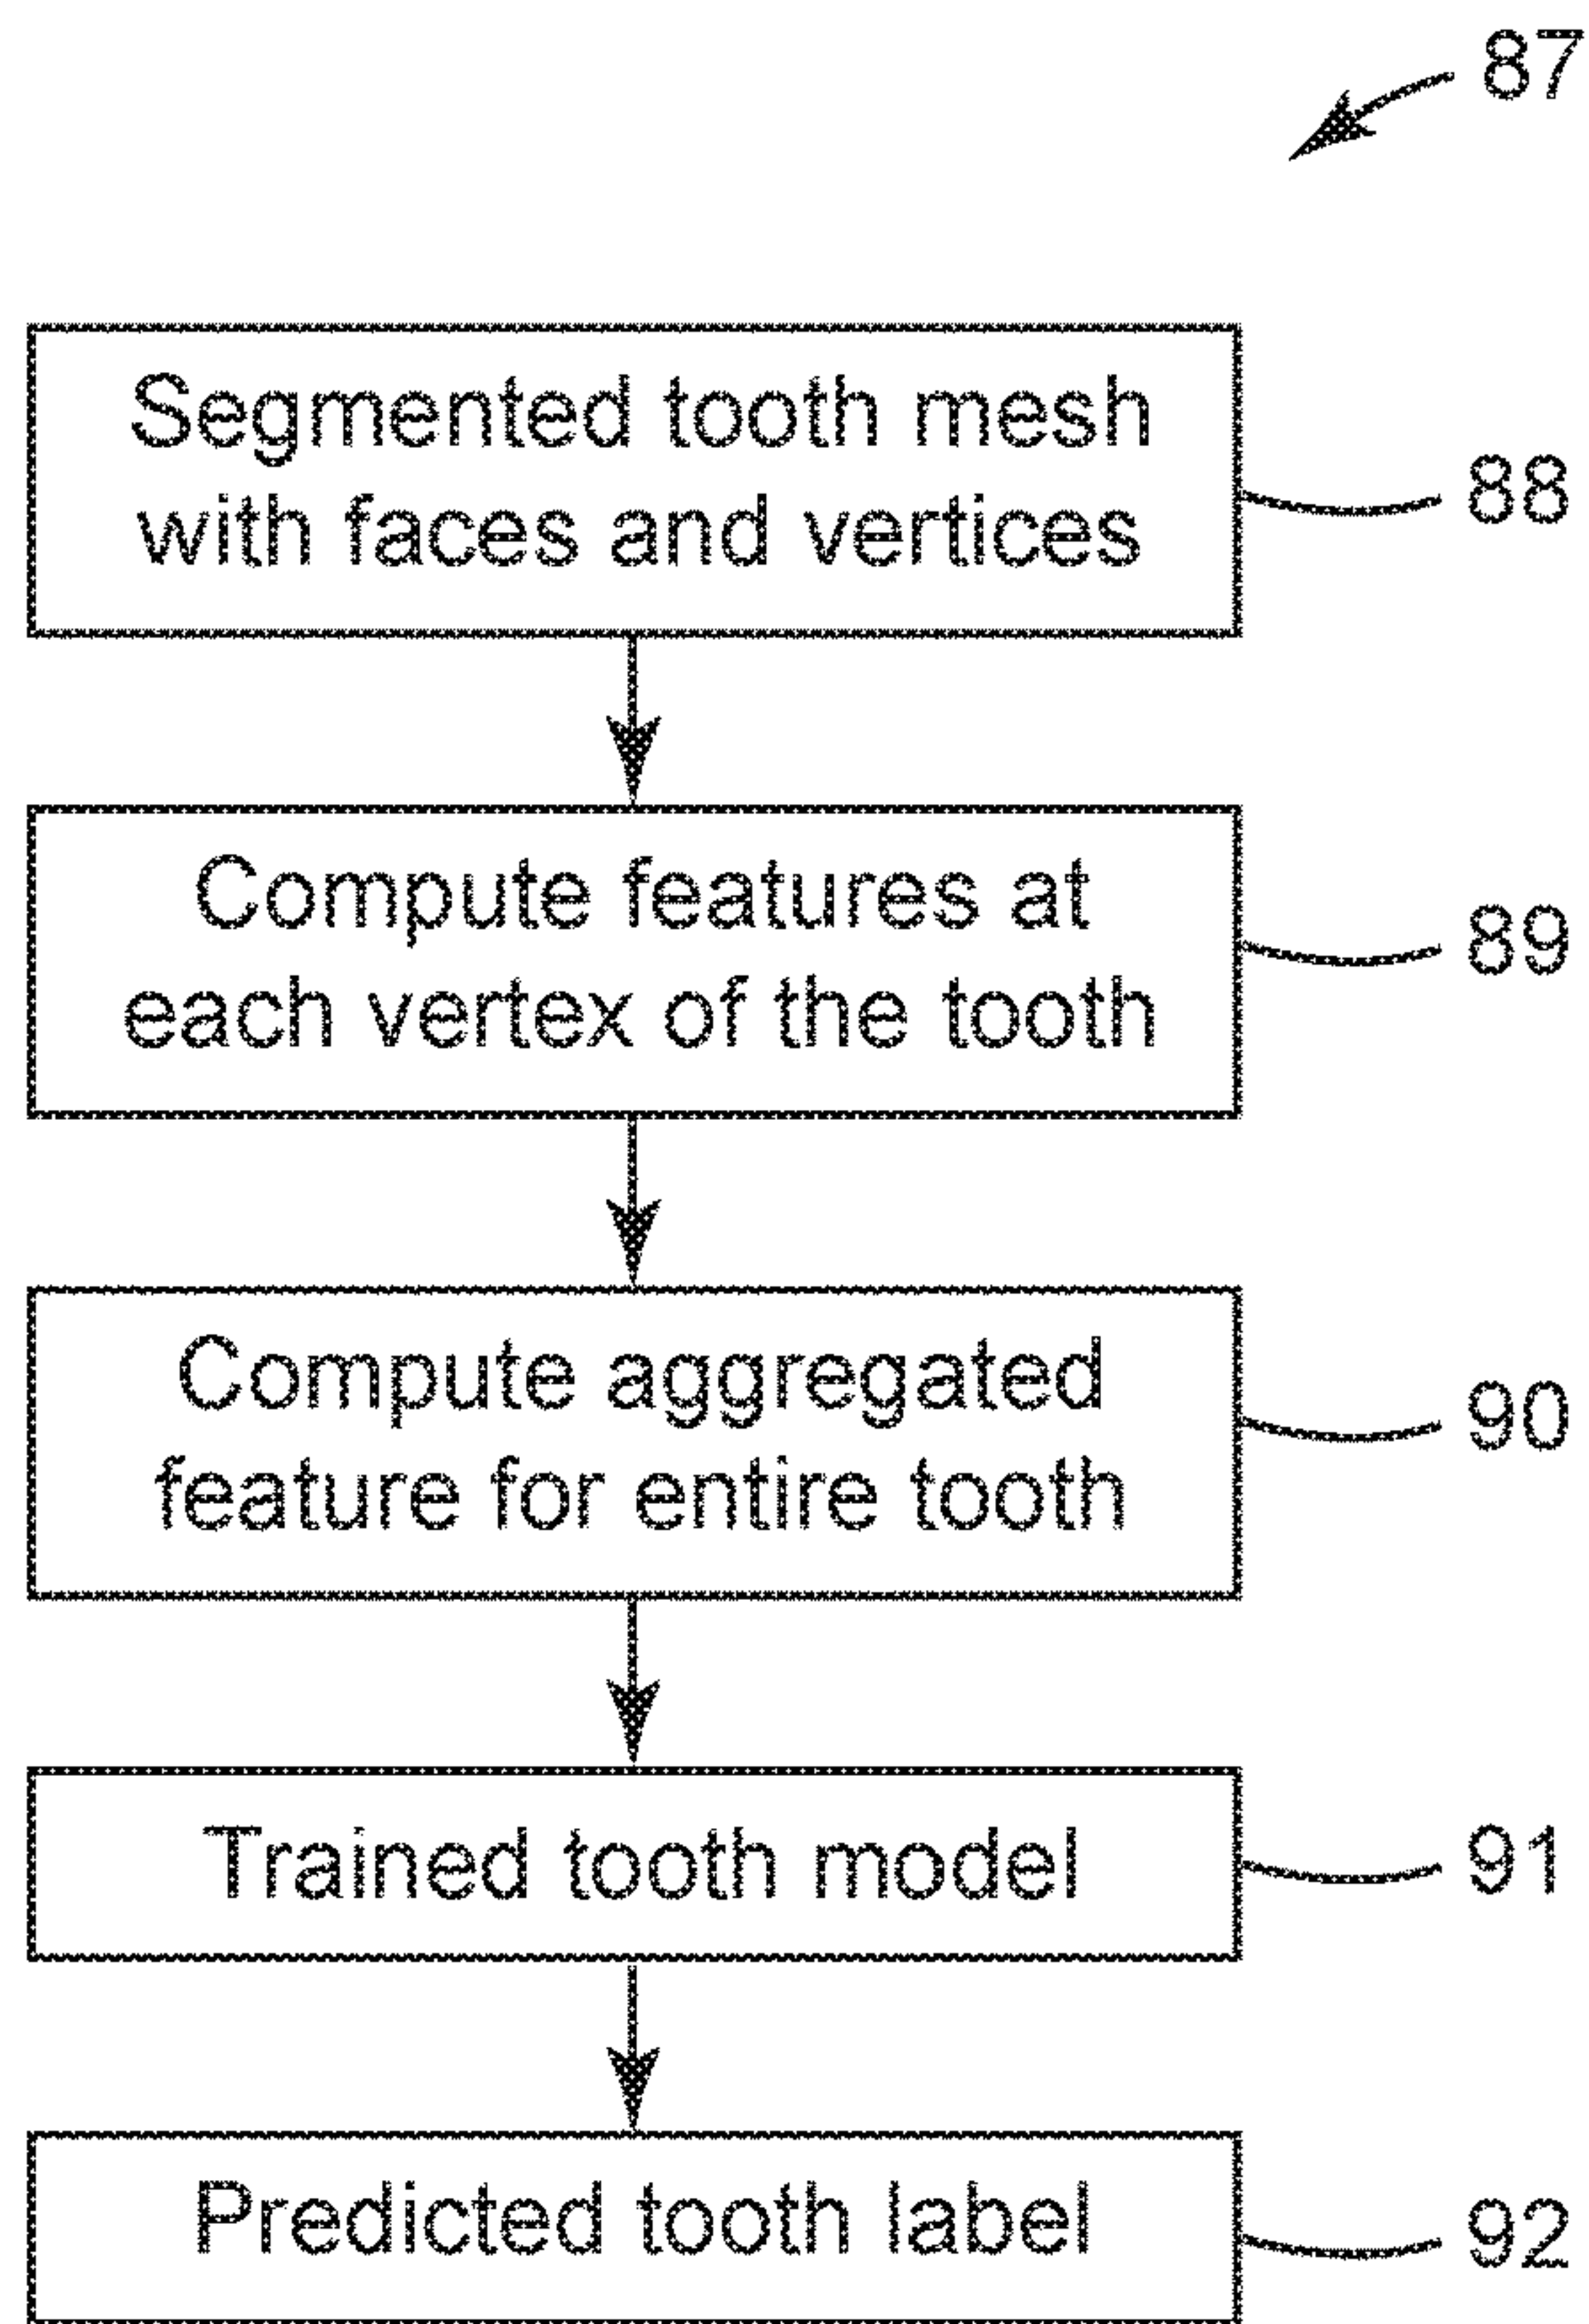 87
Segmented tooth mesh
with faces and vertices
88
Compute features at
each vertex of the tooth
89
Compute aggregated
feature for entire tooth
90
Trained tooth model
91
Predicted tooth label
92